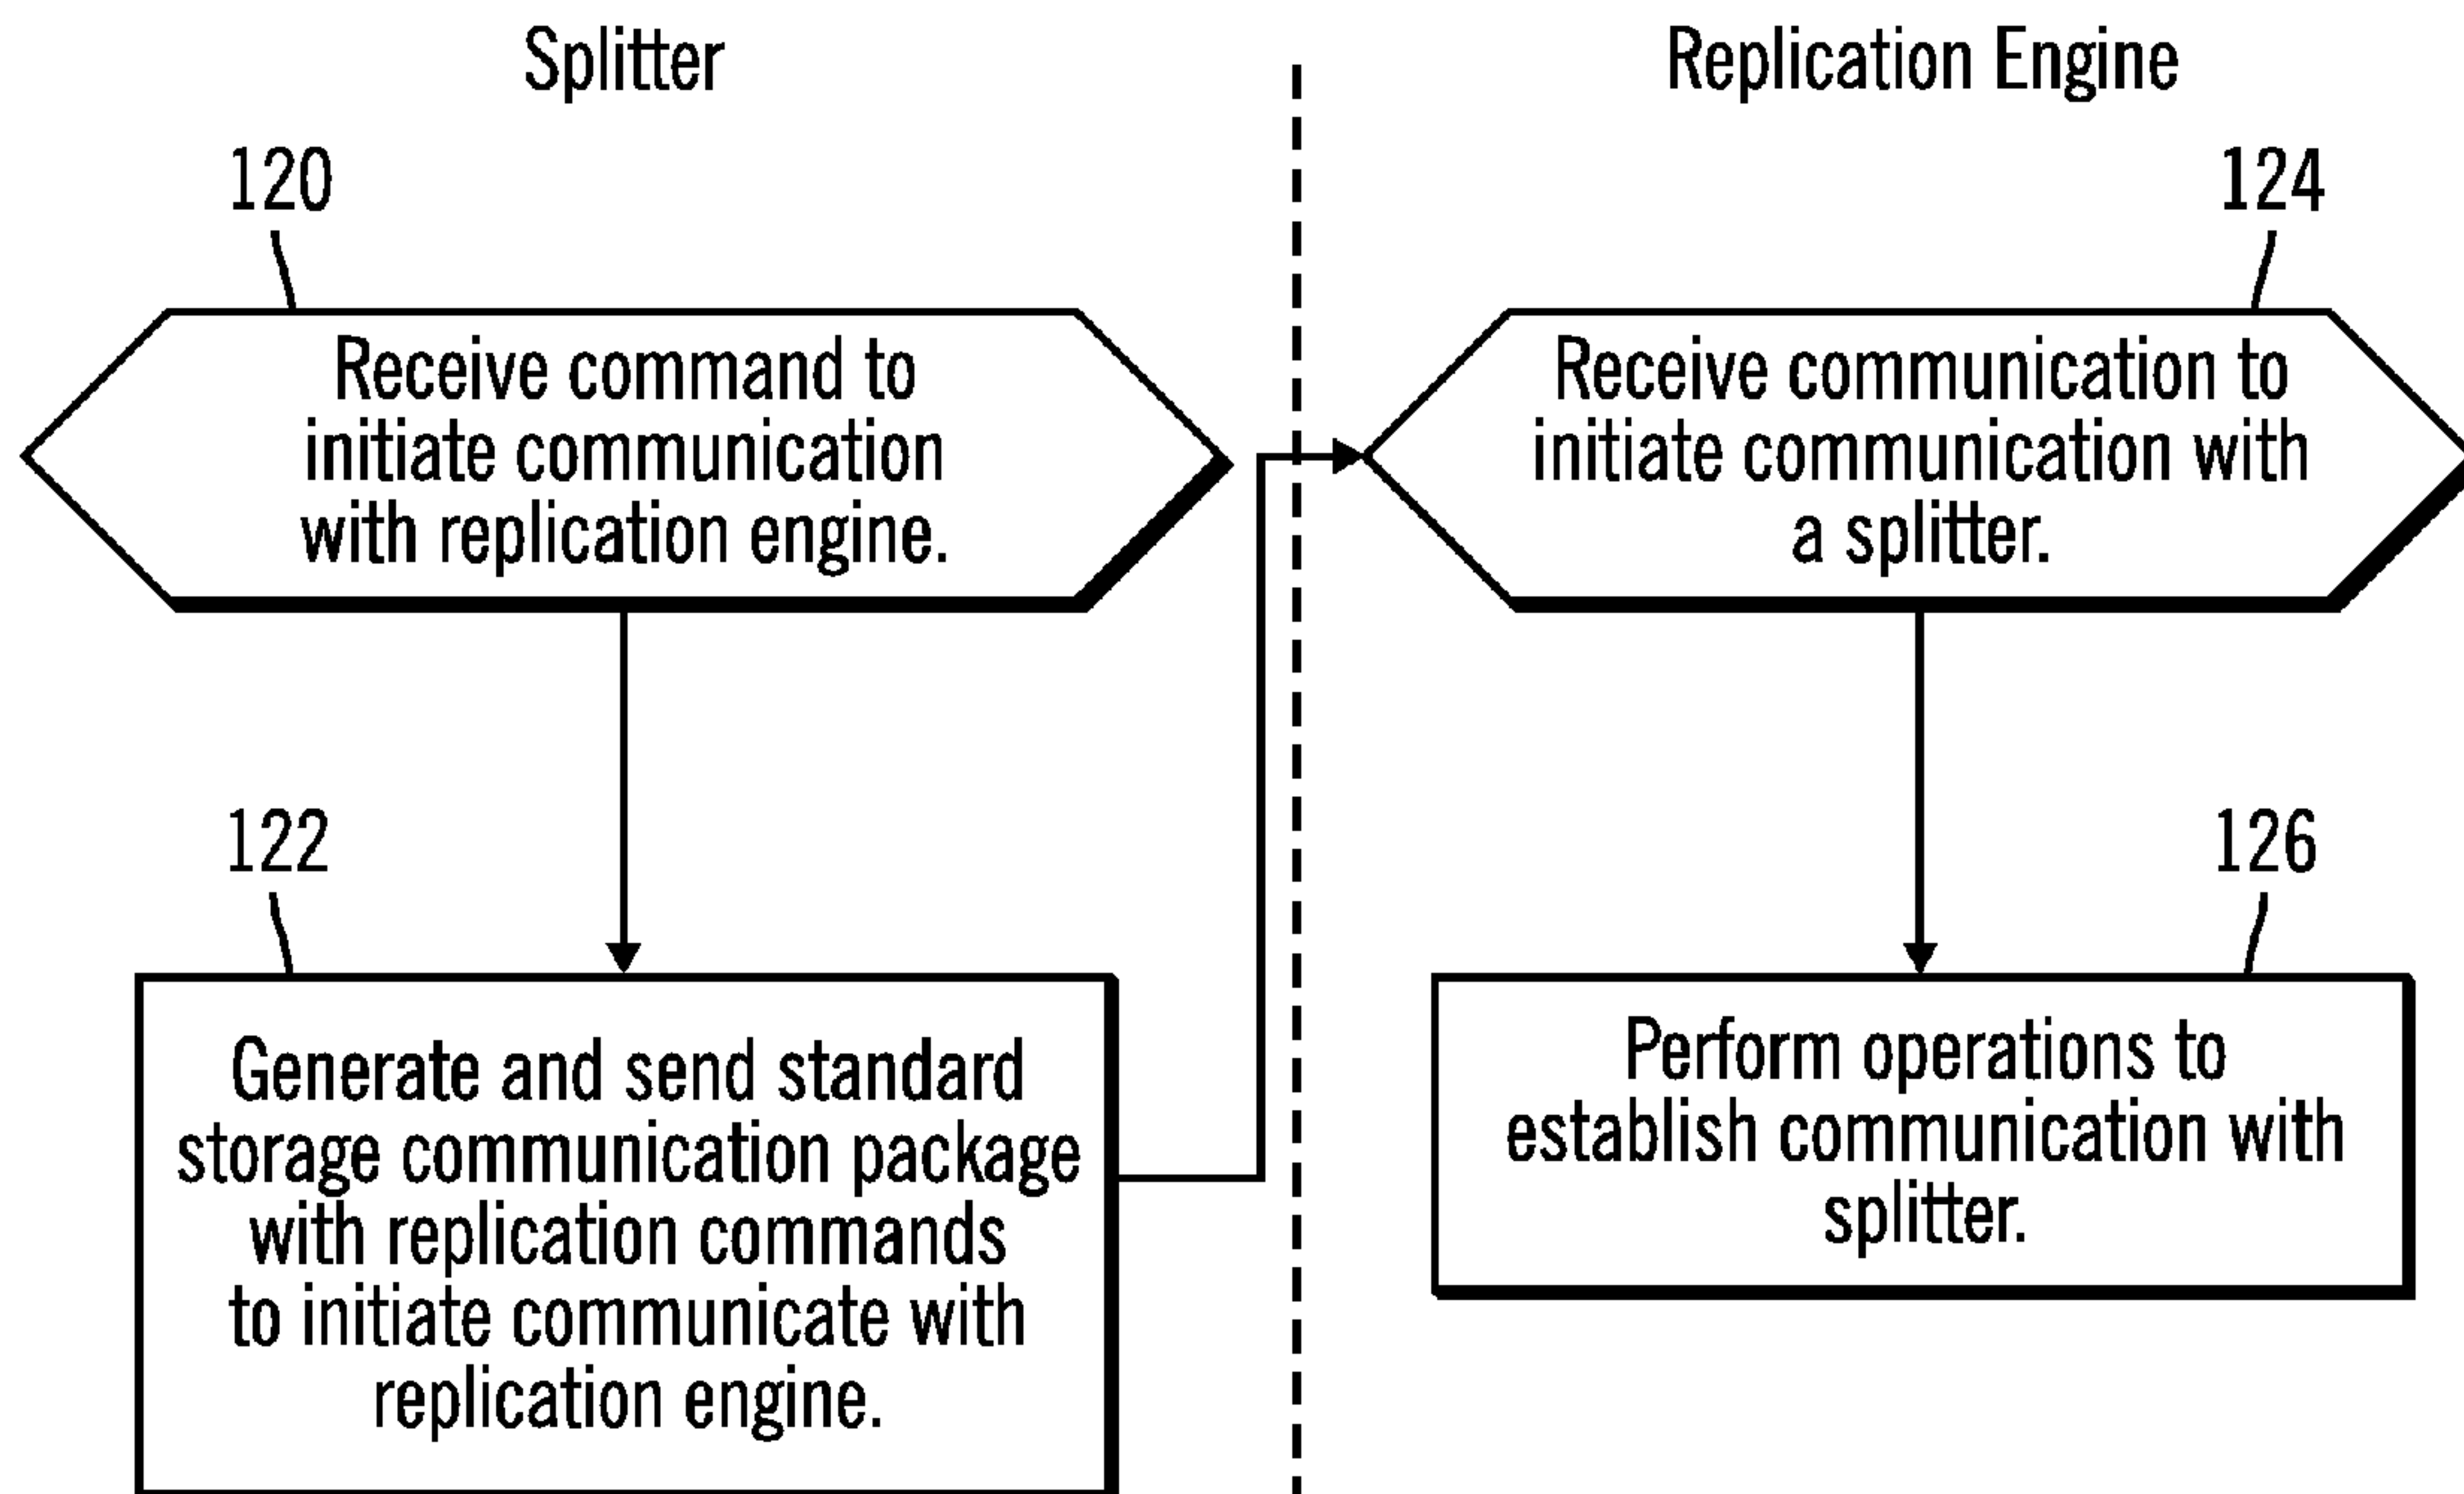 Splitter
120
Receive command to
initiate communication
with replication engine.
122
Generate and send standard
storage communication package
with replication commands
to initiate communicate with
replication engine.
Replication Engine
124
Receive communication to
initiate communication with
a splitter.
126
Perform operations to
establish communication with
splitter.